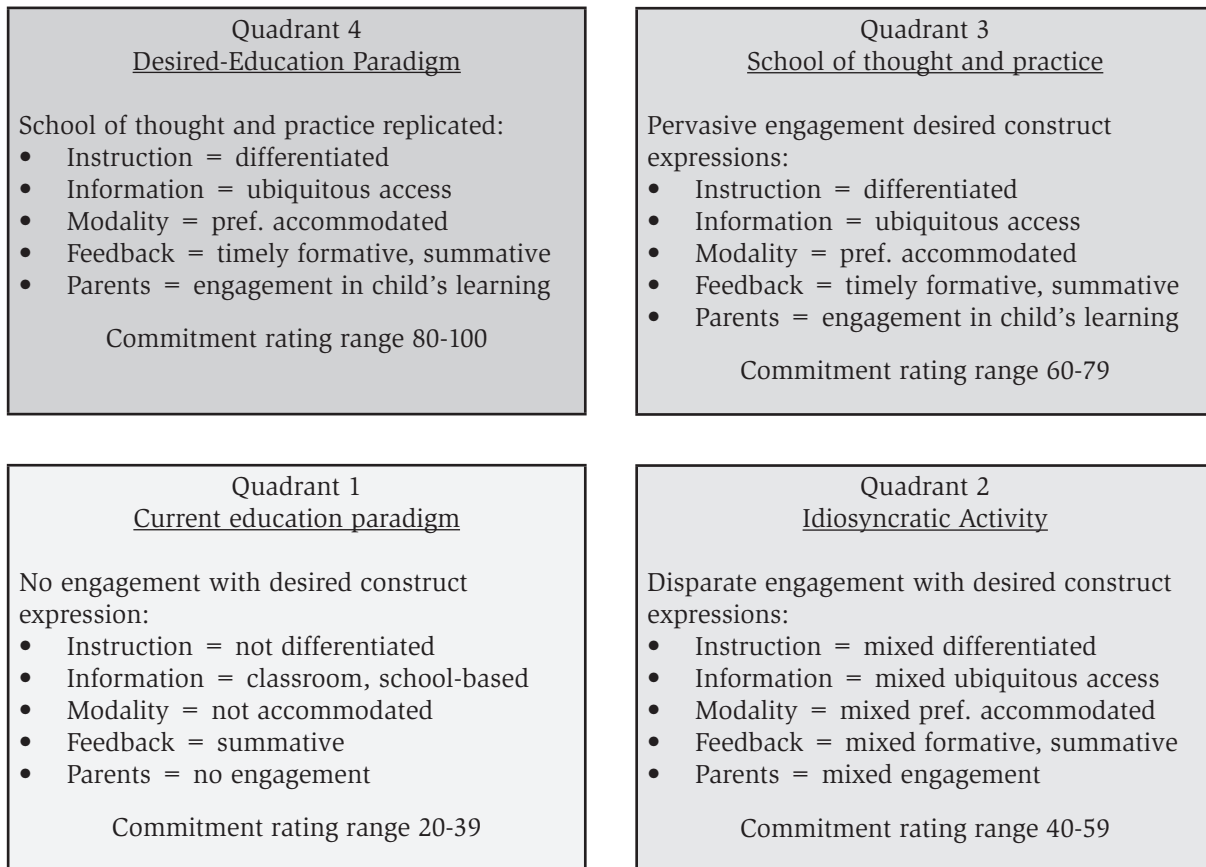 Quadrant 4
Desired-Education Paradigm
School of thought and practice replicated:
• Instruction = differentiated
• Information = ubiquitous access
• Modality = pref. accommodated
• Feedback = timely formative, summative
• Parents = engagement in child's learning
Commitment rating range 80-100
Quadrant 3
School of thought and practice
Pervasive engagement desired construct
expressions:
• Instruction = differentiated
• Information = ubiquitous access
• Modality = pref. accommodated
• Feedback = timely formative, summative
• Parents = engagement in child's learning
Commitment rating range 60-79
Quadrant 1
Current education paradigm
No engagement with desired construct
expression:
• Instruction = not differentiated
• Information = classroom, school-based
• Modality = not accommodated
• Feedback = summative
• Parents = no engagement
Commitment rating range 20-39
Quadrant 2
Idiosyncratic Activity
Disparate engagement with desired construct
expressions:
• Instruction = mixed differentiated
• Information = mixed ubiquitous access
• Modality = mixed pref. accommodated
• Feedback = mixed formative, summative
• Parents = mixed engagement
Commitment rating range 40-59